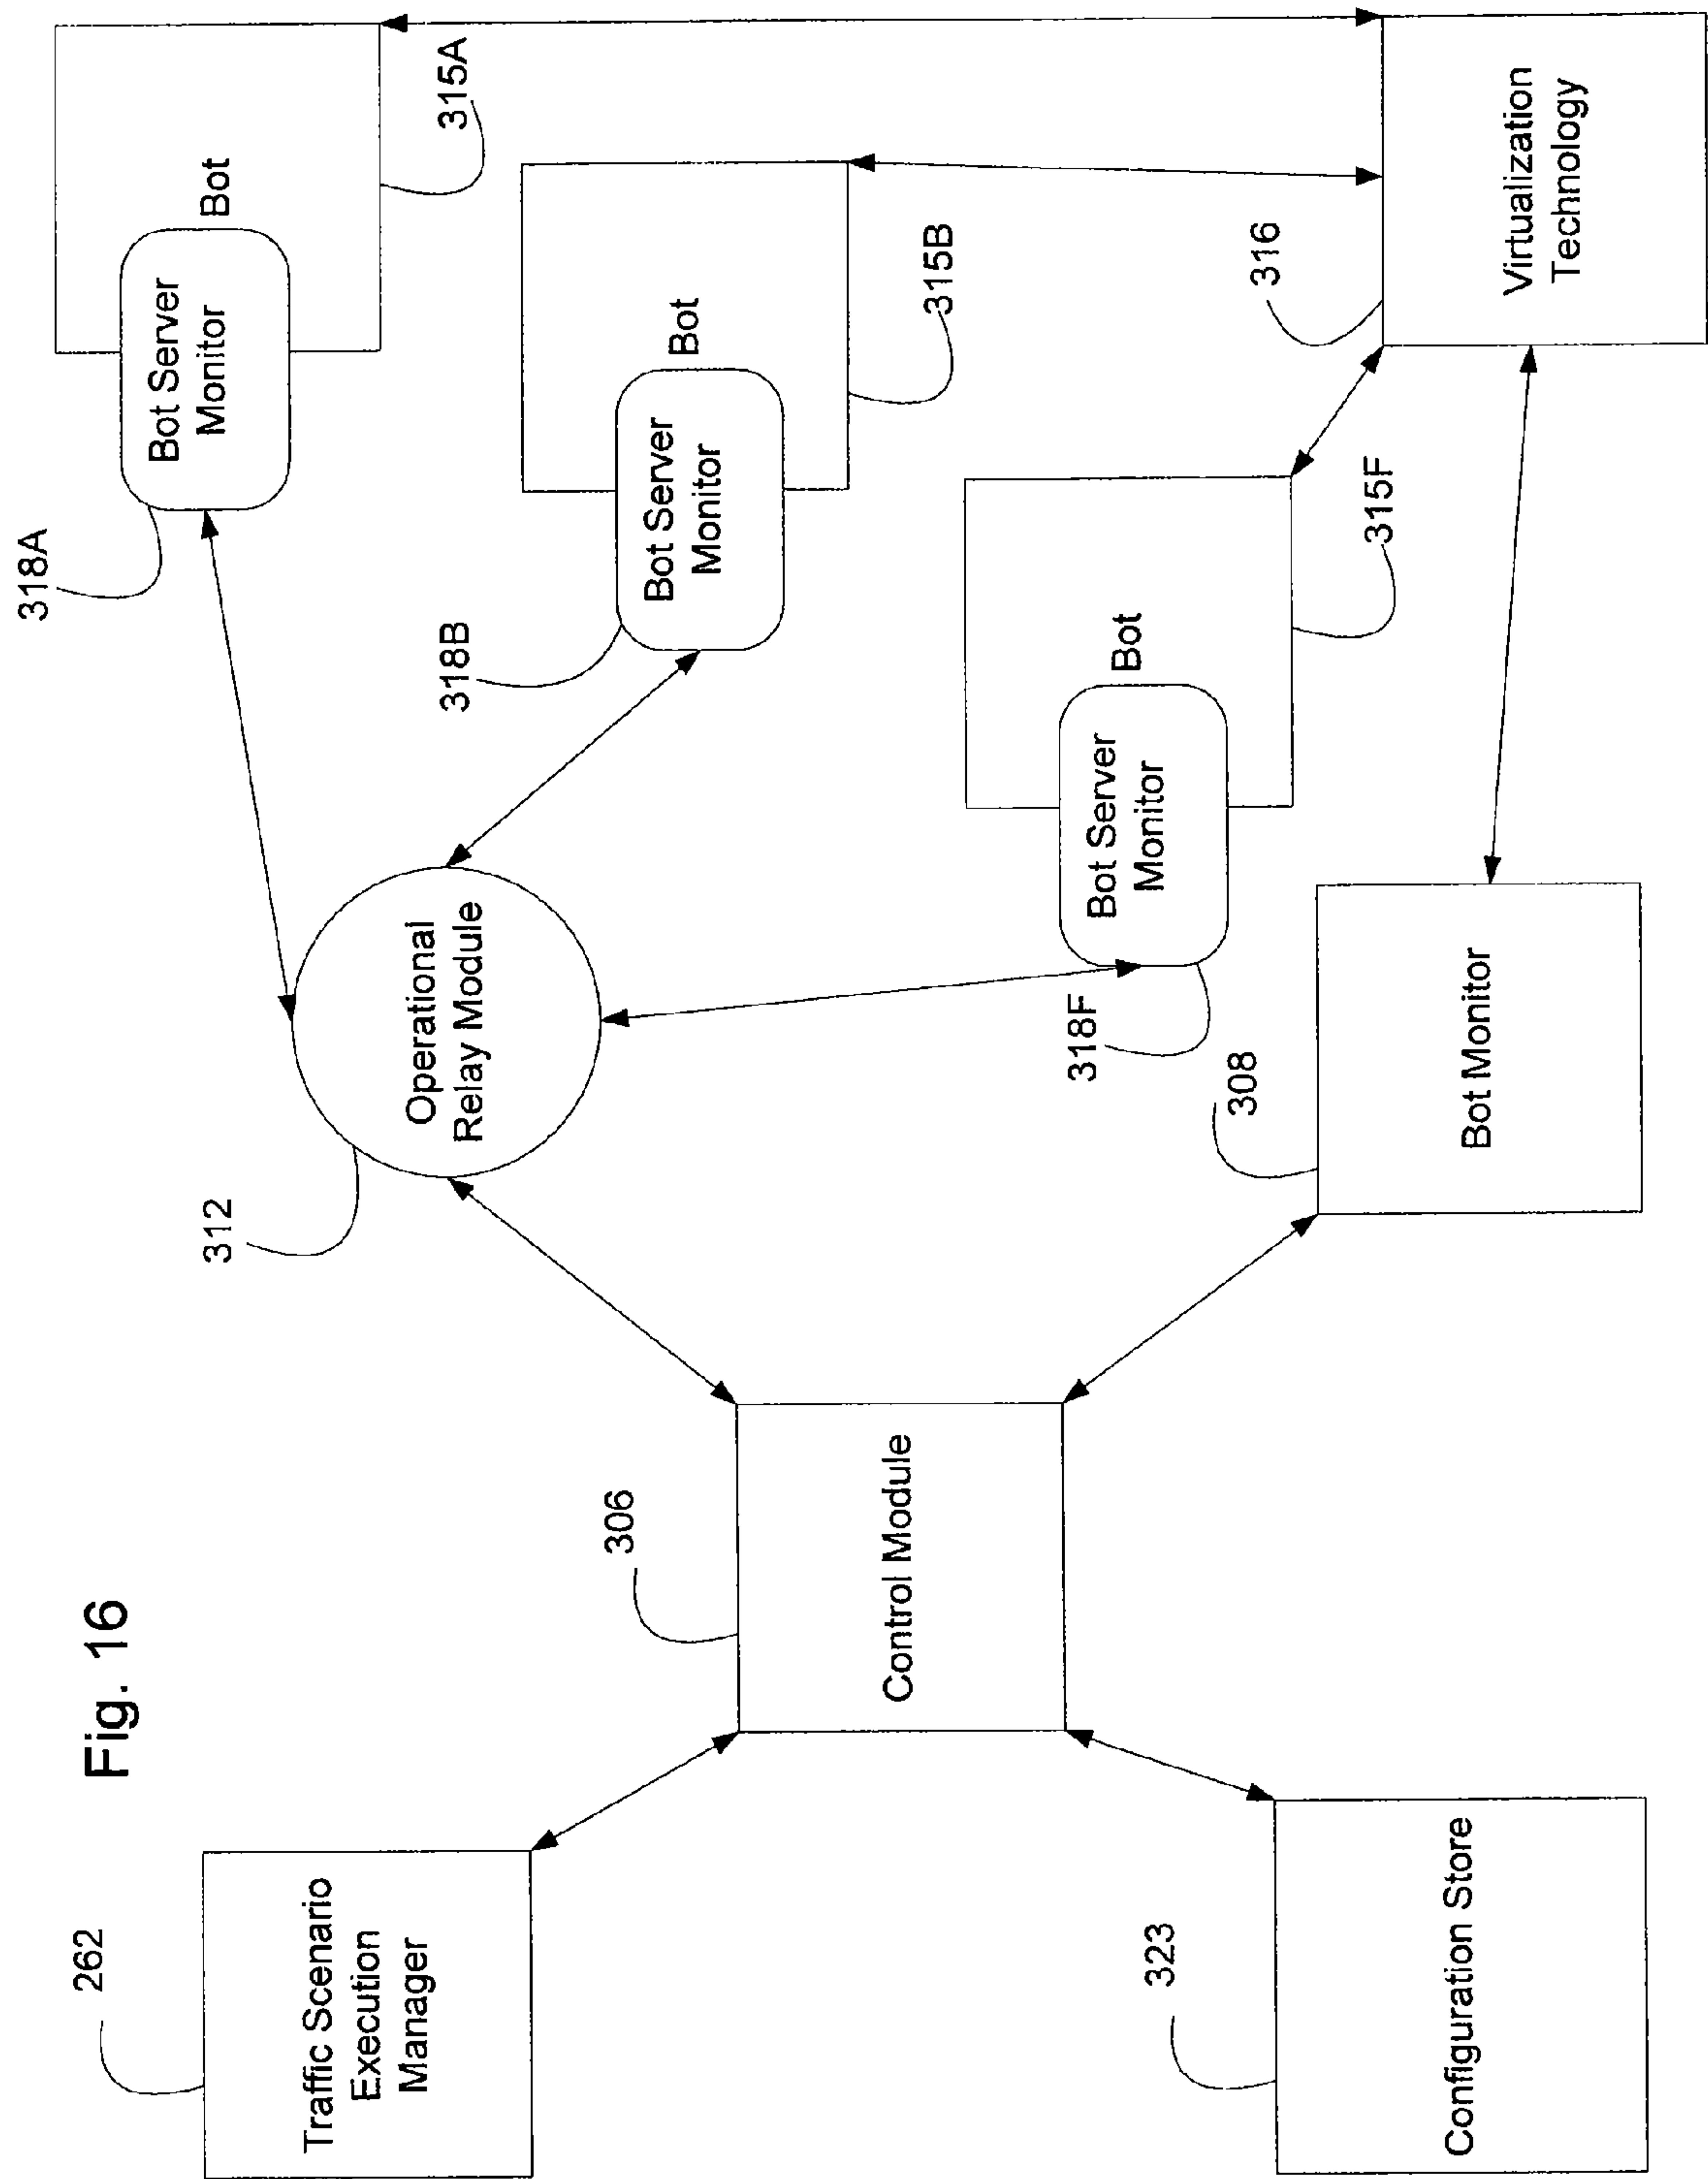 Fig. 16
262
Traffic Scenario
Execution
Manager
323
Configuration Store
306
Control Module
312
Operational
Relay Module
308
Bot Monitor
318A
Bot Server
Monitor
Bot
315A
318B
Bot Server
Monitor
Bot
315B
318F
Bot Server
Monitor
Bot
315F
316
Virtualization
Technology